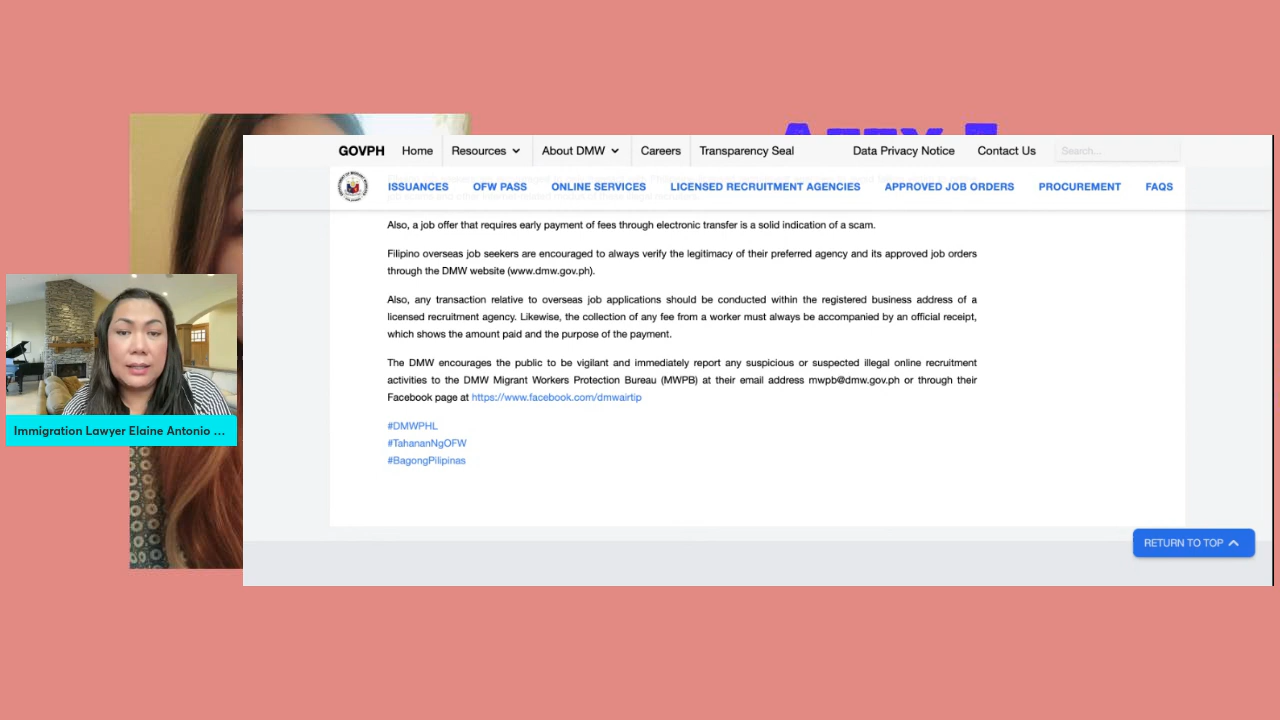 GOVPH Home Resources About DMW Careers Transparency Seal Data Privacy Notice Contact Us Search...
ISSUANCES OFW PASS ONLINE SERVICES LICENSED RECRUITMENT AGENCIES APPROVED JOB ORDERS PROCUREMENT FAQS
Also, a job offer that requires early payment of fees through electronic transfer is a solid indication of a scam.
Filipino overseas job seekers are encouraged to always verify the legitimacy of their preferred agency and its approved job orders
through the DMW website (www.dmw.gov.ph).
Also, any transaction relative to overseas job applications should be conducted within the registered business address of a
licensed recruitment agency. Likewise, the collection of any fee from a worker must always be accompanied by an official receipt,
which shows the amount paid and the purpose of the payment.
The DMW encourages the public to be vigilant and immediately report any suspicious or suspected illegal online recruitment
activities to the DMW Migrant Workers Protection Bureau (MWPB) at their email address mwpb@dmw.gov.ph or through their
Facebook page at https://www.facebook.com/dmwairtip
#DMWPHL
#TahananNgOFW
#BagongPilipinas
RETURN TO TOP
Immigration Lawyer Elaine Antonio ...